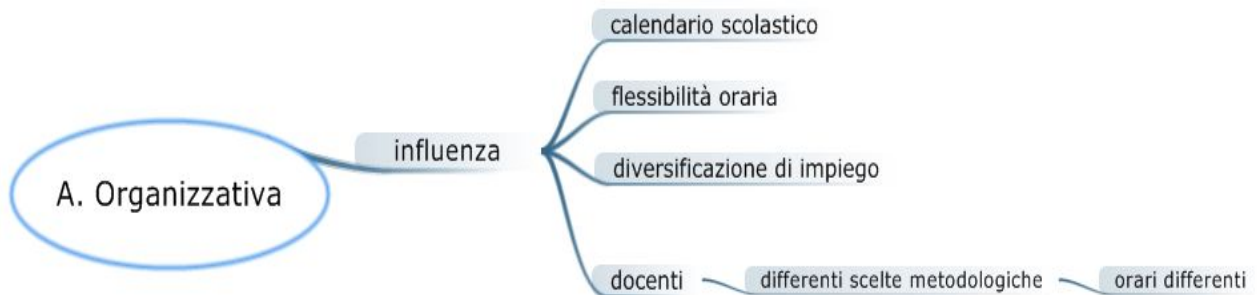 A. Organizzativa
influenza
calendario scolastico
flessibilità oraria
diversificazione di impiego
docenti
differenti scelte metodologiche
orari differenti